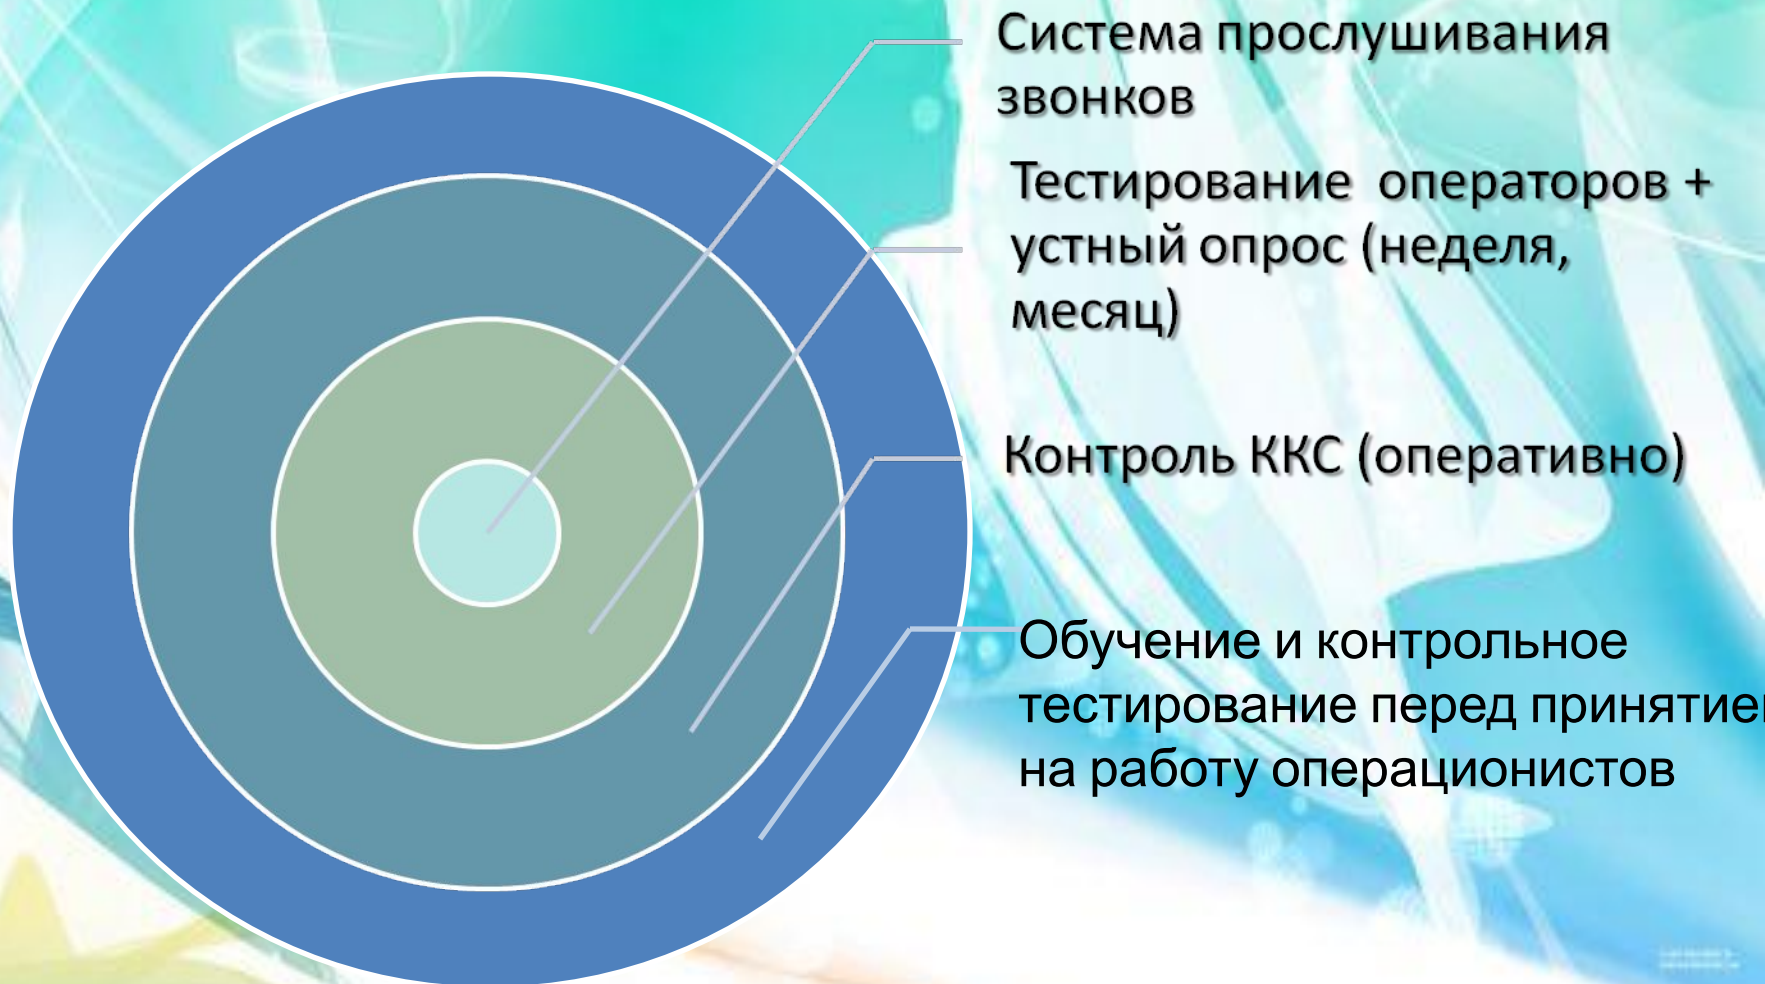 Система прослушивания
звонков
Тестирование операторов +
устный опрос (неделя,
месяц)
Контроль ККС (оперативно)
Обучение и контрольное
тестирование перед
на работу операционистов